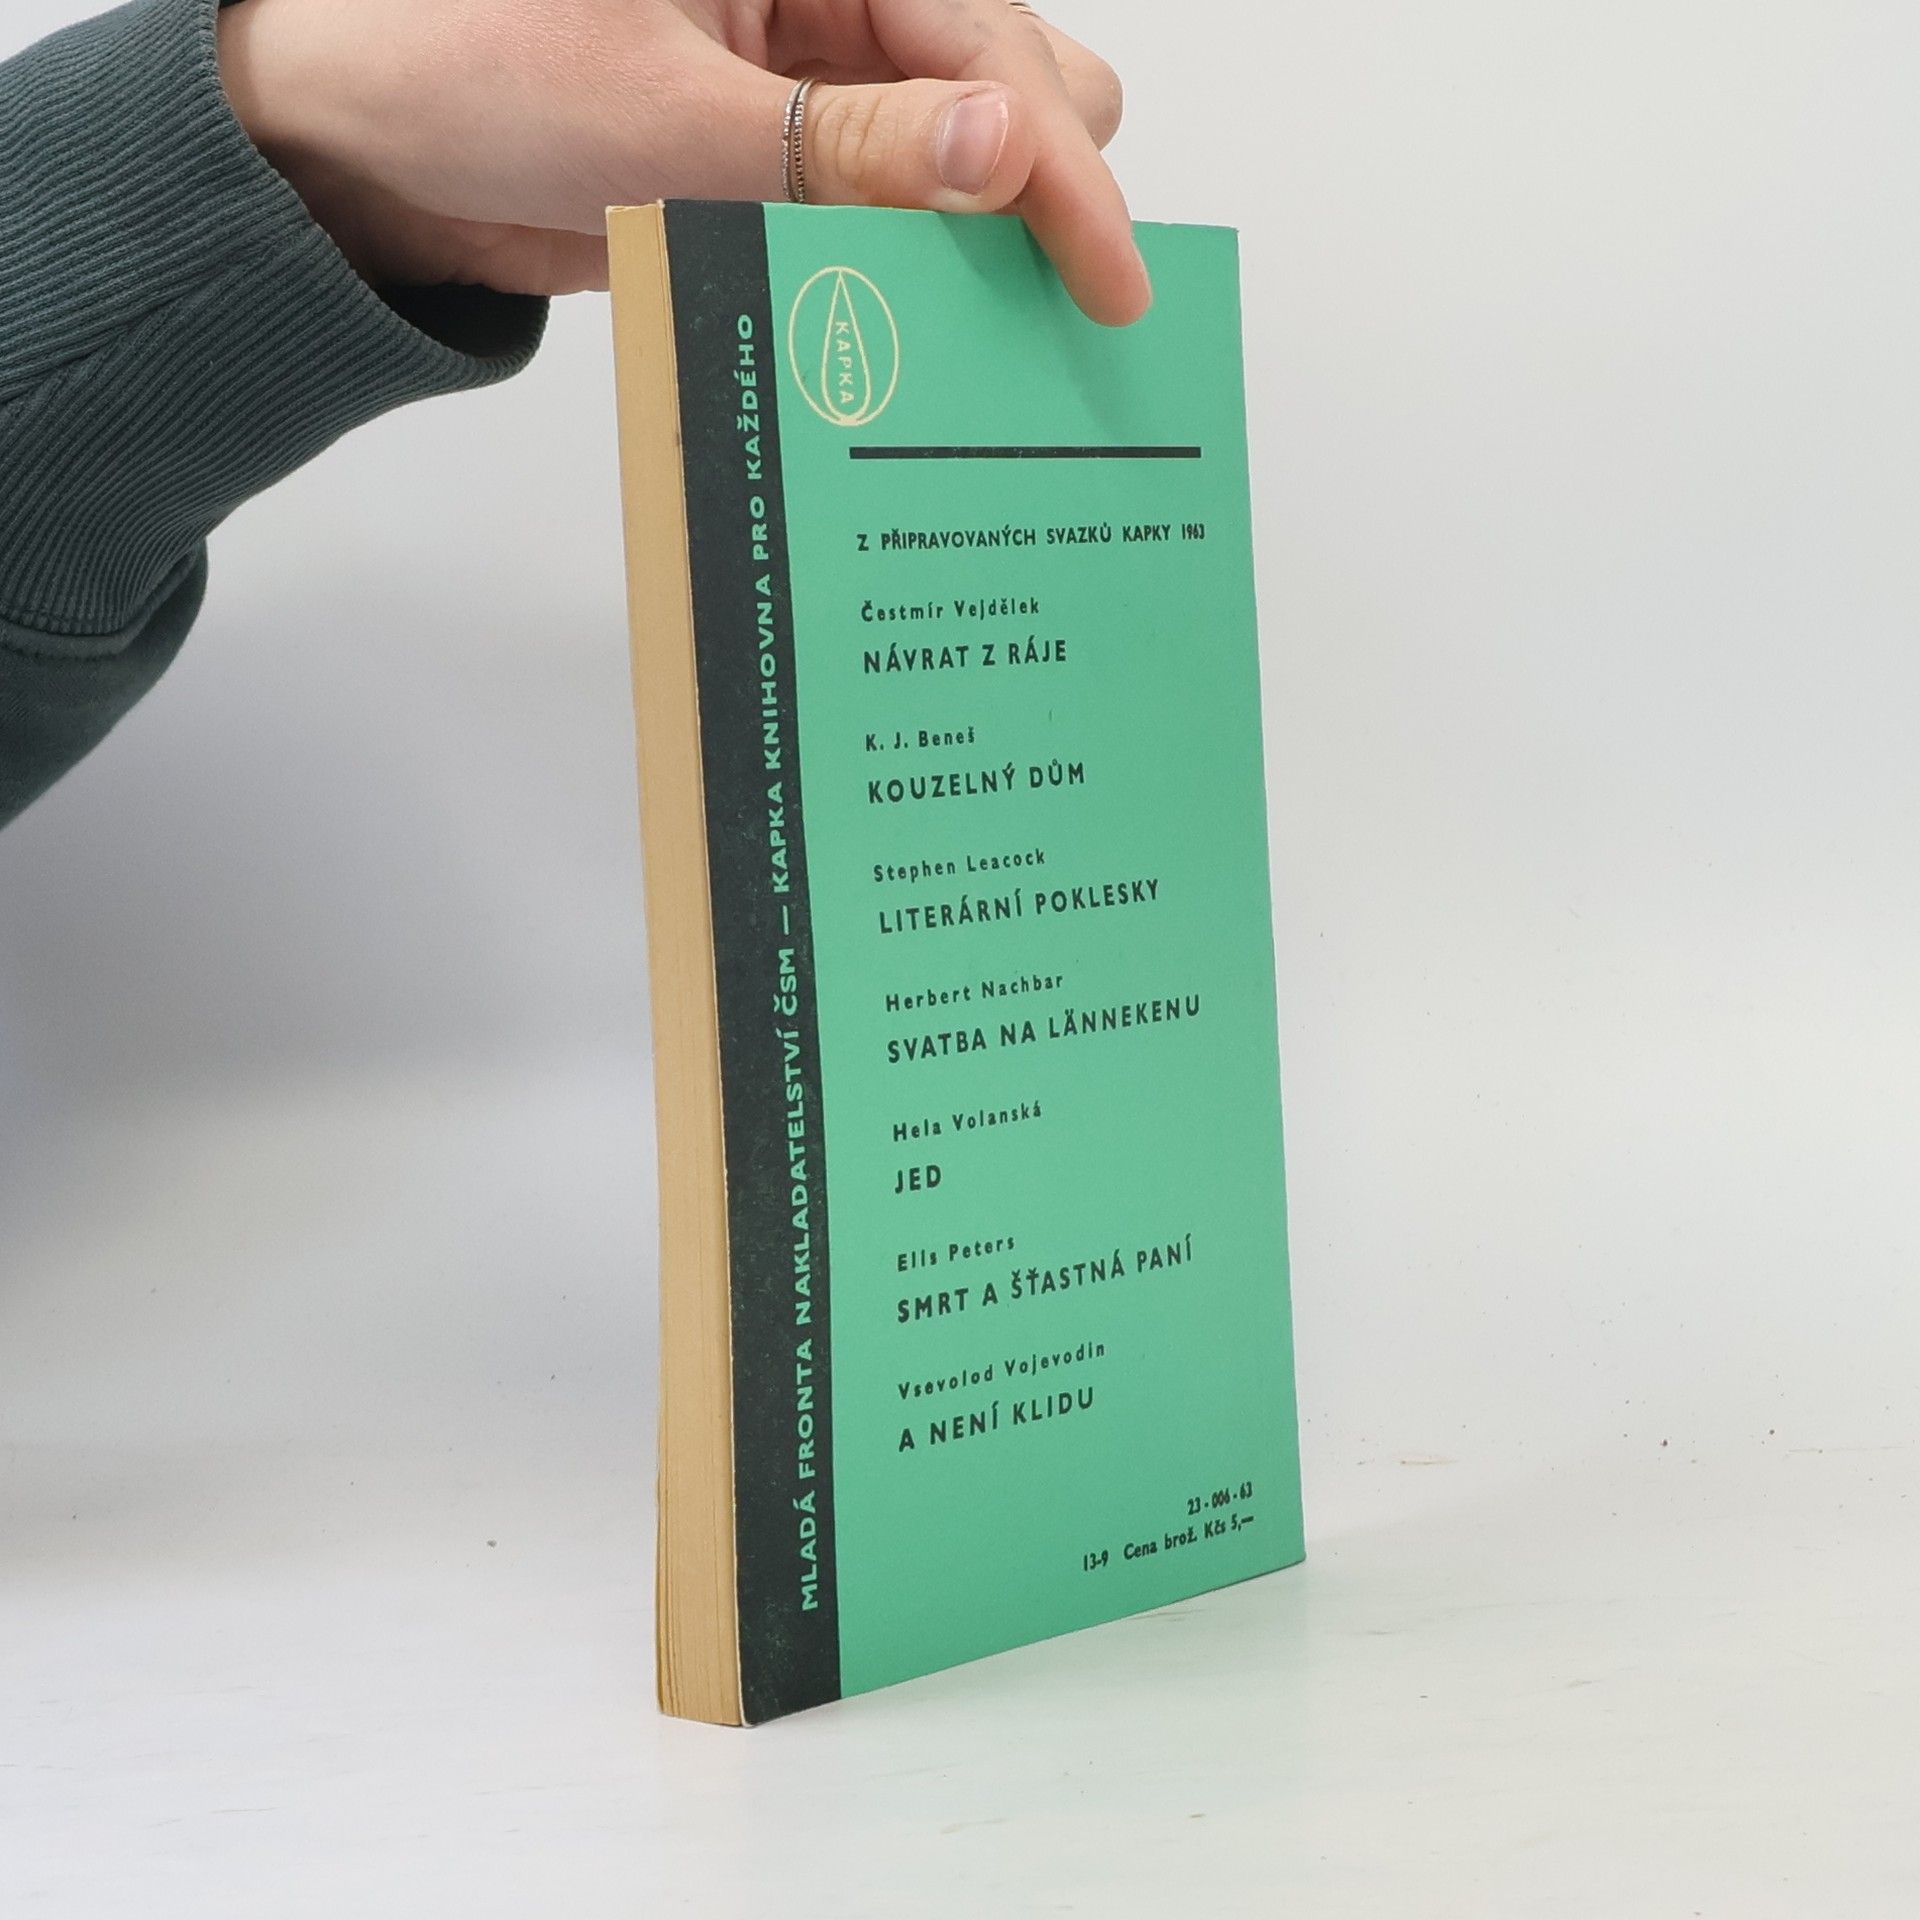 KAPKA
MLADÁ FRONTA NAKLADATELSTVÍ ČSM — KAPKA KNIHOVNA PRO KAŽDÉHO
Z PŘIPRAVOVANÝCH SVAZKŮ KAPKY 1963
Čestmír Vejdělek
NÁVRAT Z RÁJE
K. J. Beneš
KOUZELNÝ DŮM
Stephen Leacock
LITERÁRNÍ POKLESKY
Herbert Nachbar
SVATBA NA LÄNNEKENU
Hela Volanská
JED
Ellis Peters
SMRT A ŠŤASTNÁ PANÍ
Vsevolod Vojevodin
A NENÍ KLIDU
23-006-63
13-9 Cena brož. Kčs 5,—